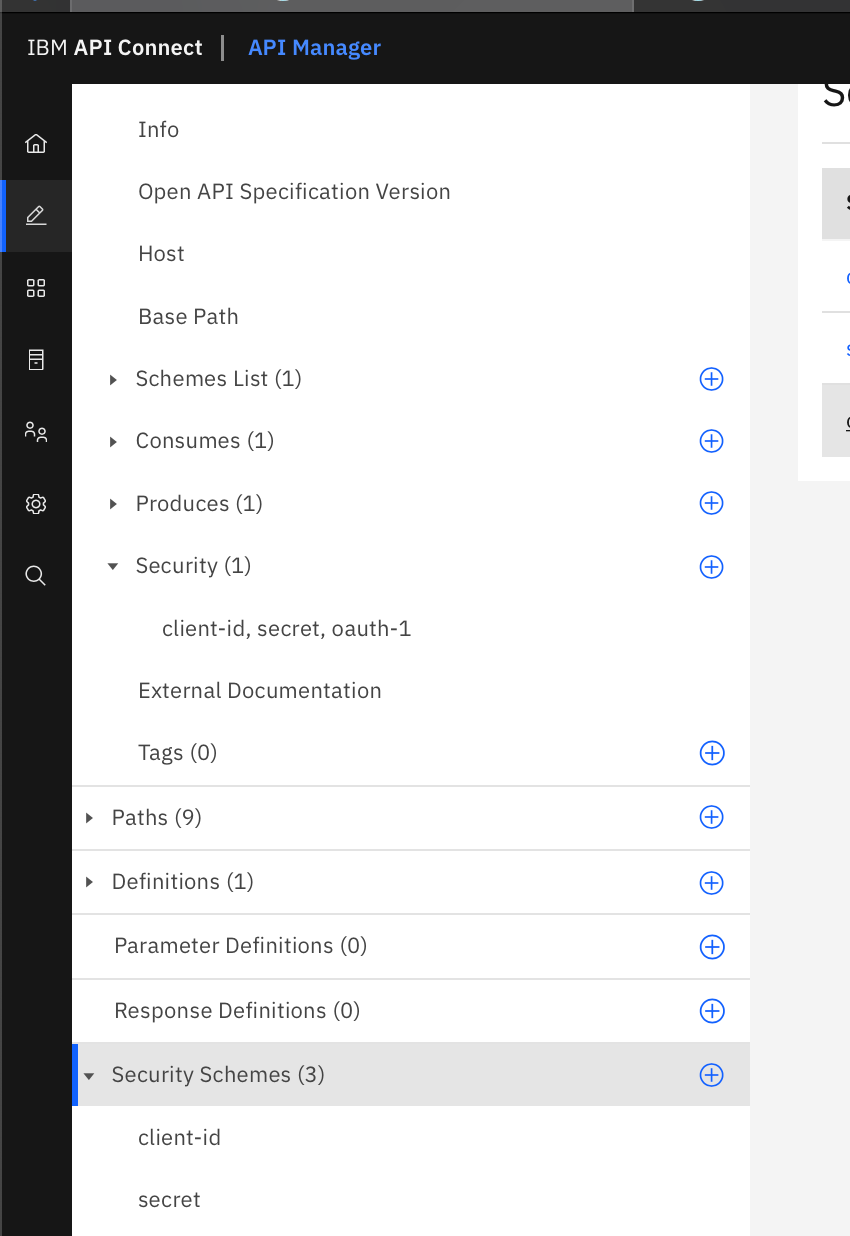 IBM API Connect | API Manager
Info
Open API Specification Version
Host
Base Path
Schemes List (1)
Consumes (1)
Produces (1)
Security (1)
client-id, secret, oauth-1
External Documentation
Tags (0)
Paths (9)
Definitions (1)
Parameter Definitions (0)
Response Definitions (0)
Security Schemes (3)
client-id
secret